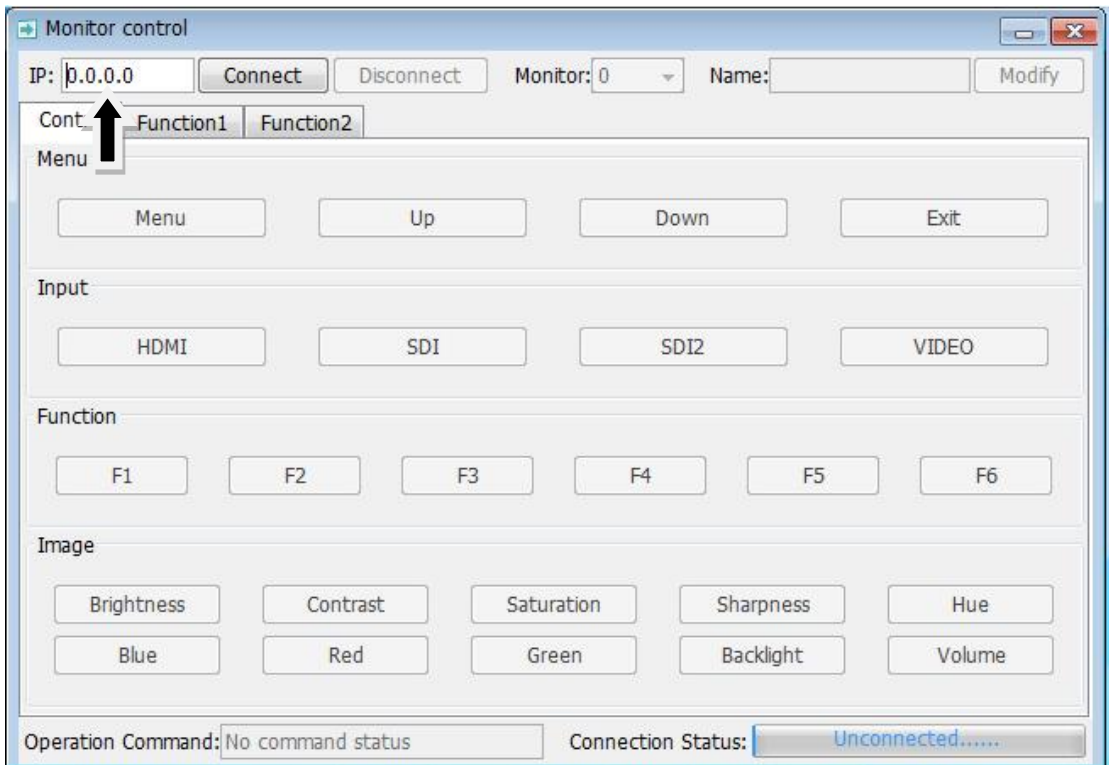 Monitor control
IP: 0.0.0.0 Connect Disconnect Monitor: 0 Name: Modify
Cont Function1 Function2
Menu
Menu Up Down Exit
Input
HDMI SDI SDI2 VIDEO
Function
F1 F2 F3 F4 F5 F6
Image
Brightness Contrast Saturation Sharpness Hue
Blue Red Green Backlight Volume
Operation Command: No command status Connection Status: Unconnected......